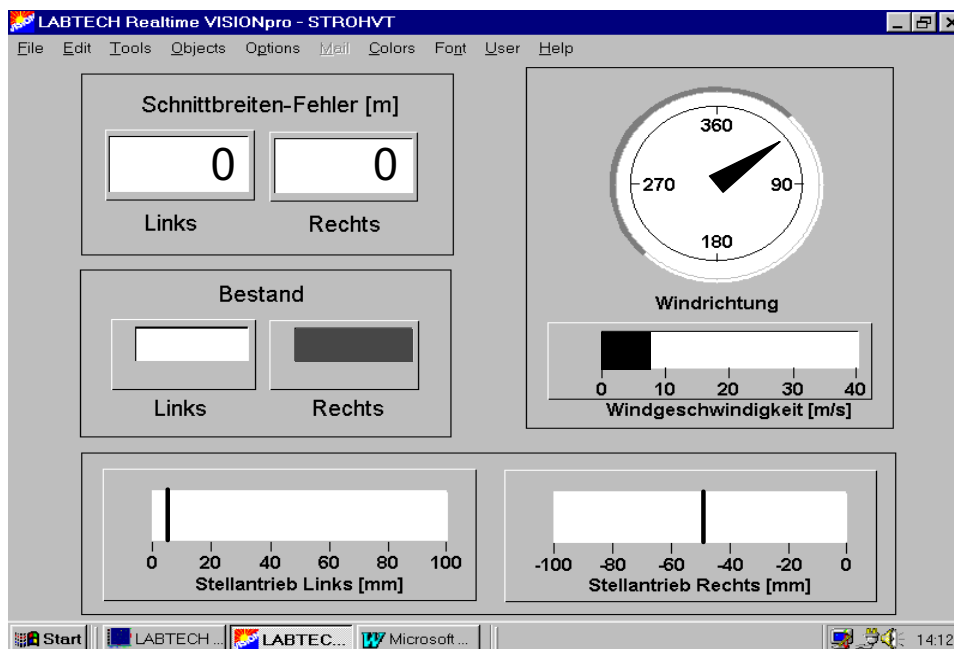 LABTECH Realtime VISIONpro - STROHVT
File Edit Tools Objects Options Mail Colors Font User Help
Schnittbreiten-Fehler [m]
0 0
Links Rechts
Bestand
Links Rechts
360
270 90
180
Windrichtung
0 10 20 30 40
Windgeschwindigkeit [m/s]
0 20 40 60 80 100
Stellantrieb Links [mm]
-100 -80 -60 -40 -20 0
Stellantrieb Rechts [mm]
Start LABTECH ... LABTEC... Microsoft ... 14:12